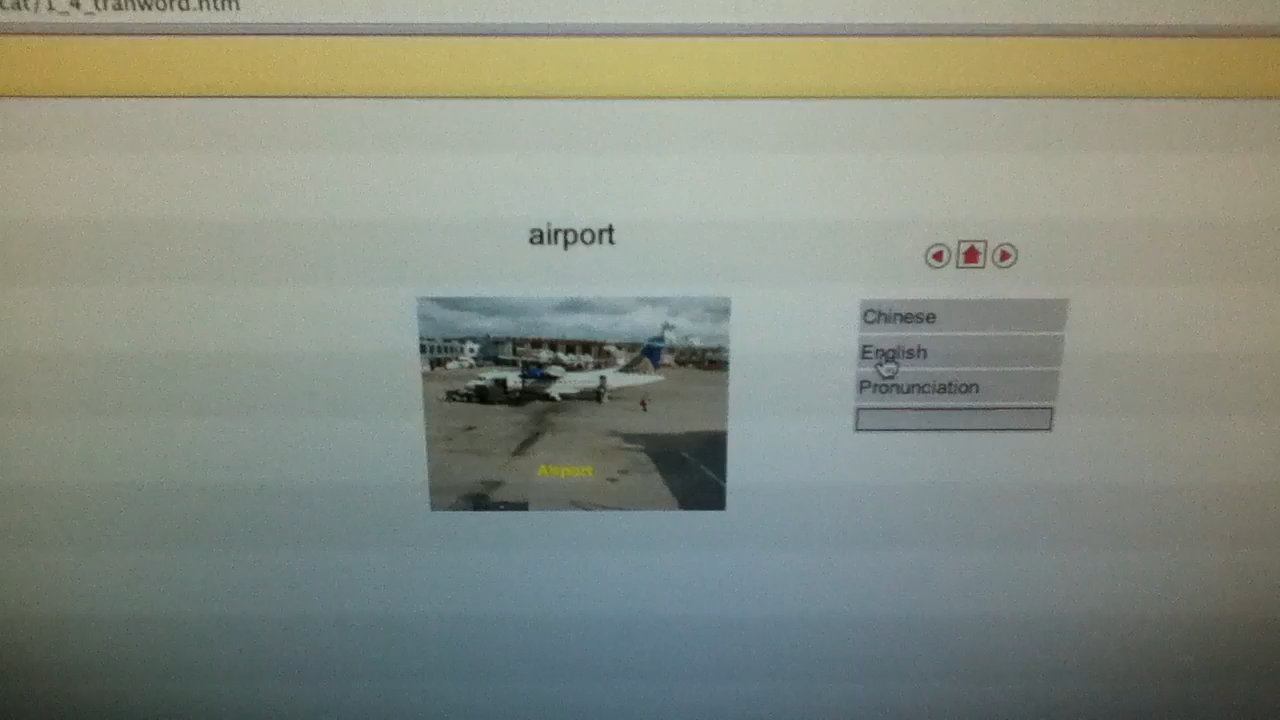 cat/1_4_tranword.htm
airport
Chinese
English
Pronunciation
Airport